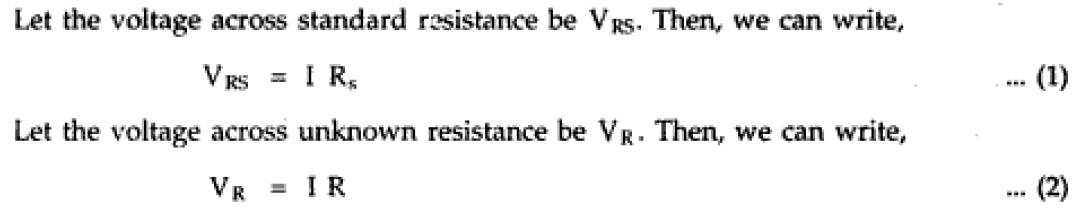 Let the voltage across standard resistance be V_RS. Then, we can write,
V_RS = I R_s ... (1)
Let the voltage across unknown resistance be V_R. Then, we can write,
V_R = I R ... (2)